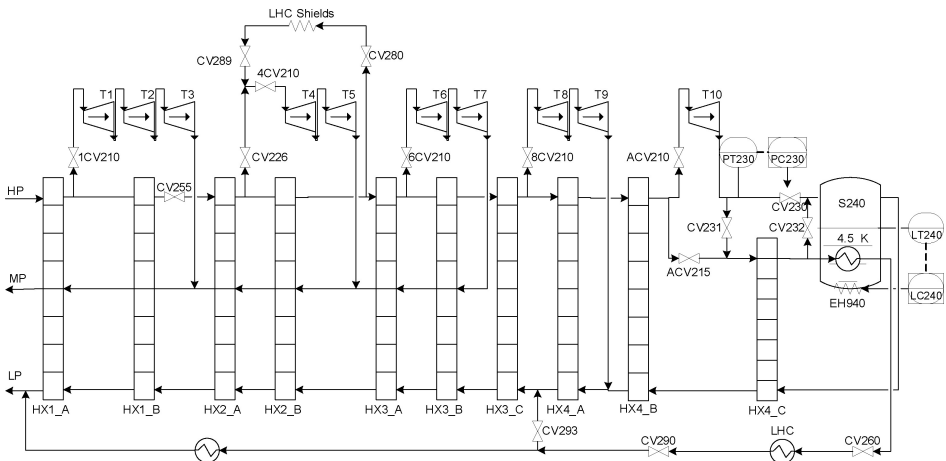 LHC Shields
CV289
CV280
4CV210
T1
T2
T3
T4
T5
T6
T7
T8
T9
T10
1CV210
CV226
6CV210
8CV210
ACV210
PT230
PC230
HP
CV255
CV230
S240
CV231
CV232
LT240
4.5 K
ACV215
MP
EH940
LC240
LP
HX1_A
HX1_B
HX2_A
HX2_B
HX3_A
HX3_B
HX3_C
HX4_A
HX4_B
HX4_C
CV293
CV290
LHC
CV260